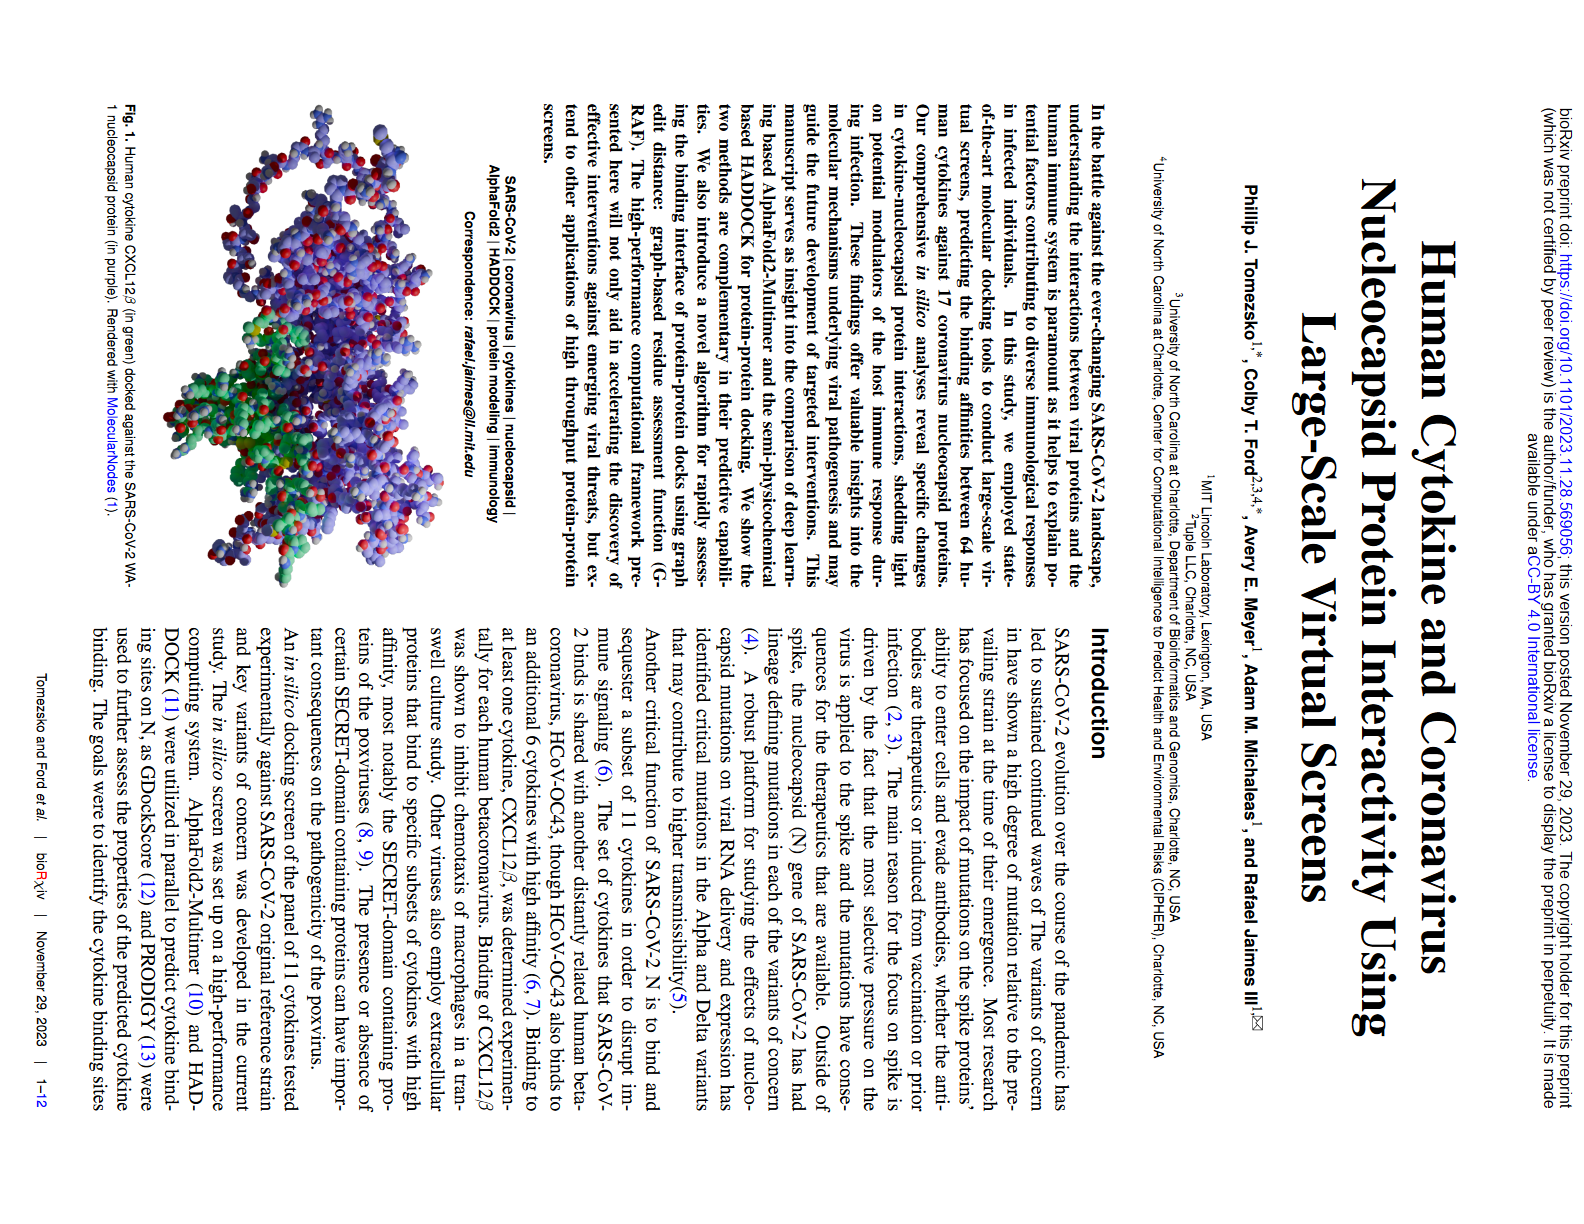 bioRxiv preprint doi: https://doi.org/10.1101/2023.11.28.569056; this version posted November 29, 2023. The copyright holder for this preprint
(which was not certified by peer review) is the author/funder, who has granted bioRxiv a license to display the preprint in perpetuity. It is made
available under aCC-BY 4.0 International license.
Human Cytokine and Coronavirus
Nucleocapsid Protein Interactivity Using
Large-Scale Virtual Screens
Phillip J. Tomezsko1,*, Colby T. Ford2,3,4,*, Avery E. Meyer1, Adam M. Michaleas1, and Rafael Jaimes III1,✉
1MIT Lincoln Laboratory, Lexington, MA, USA
2Tuple LLC, Charlotte, NC, USA
3University of North Carolina at Charlotte, Department of Bioinformatics and Genomics, Charlotte, NC, USA
4University of North Carolina at Charlotte, Center for Computational Intelligence to Predict Health and Environmental Risks (CIPHER), Charlotte, NC, USA
In the battle against the ever-changing SARS-CoV-2 landscape,
understanding the interactions between viral proteins and the
human immune system is paramount as it helps to explain po-
tential factors contributing to diverse immunological responses
in infected individuals. In this study, we employed state-
of-the-art molecular docking tools to conduct large-scale vir-
tual screens, predicting the binding affinities between 64 hu-
man cytokines against 17 coronavirus nucleocapsid proteins.
Our comprehensive in silico analyses reveal specific changes
in cytokine-nucleocapsid protein interactions, shedding light
on potential modulators of the host immune response dur-
ing infection. These findings offer valuable insights into the
molecular mechanisms underlying viral pathogenesis and may
guide the future development of targeted interventions. This
manuscript serves as insight into the comparison of deep learn-
ing based AlphaFold2-Multimer and the semi-physicochemical
based HADDOCK for protein-protein docking. We show the
two methods are complementary in their predictive capabili-
ties. We also introduce a novel algorithm for rapidly assess-
ing the binding interface of protein-protein docks using graph
edit distance: graph-based residue assessment function (G-
RAF). The high-performance computational framework pre-
sented here will not only aid in accelerating the discovery of
effective interventions against emerging viral threats, but ex-
tend to other applications of high throughput protein-protein
screens.
SARS-CoV-2 | coronavirus | cytokines | nucleocapsid |
AlphaFold2 | HADDOCK | protein modeling | immunology
Correspondence: rafael.jaimes@ll.mit.edu
Fig. 1. Human cytokine CXCL12β (in green) docked against the SARS-CoV-2 WA-
1 nucleocapsid protein (in purple). Rendered with MolecularNodes (1).
Introduction
SARS-CoV-2 evolution over the course of the pandemic has
led to sustained continued waves of The variants of concern
in have shown a high degree of mutation relative to the pre-
vailing strain at the time of their emergence. Most research
has focused on the impact of mutations on the spike proteins'
ability to enter cells and evade antibodies, whether the anti-
bodies are therapeutics or induced from vaccination or prior
infection (2, 3). The main reason for the focus on spike is
driven by the fact that the most selective pressure on the
virus is applied to the spike and the mutations have conse-
quences for the therapeutics that are available. Outside of
spike, the nucleocapsid (N) gene of SARS-CoV-2 has had
lineage defining mutations in each of the variants of concern
(4). A robust platform for studying the effects of nucleo-
capsid mutations on viral RNA delivery and expression has
identified critical mutations in the Alpha and Delta variants
that may contribute to higher transmissibility(5).
Another critical function of SARS-CoV-2 N is to bind and
sequester a subset of 11 cytokines in order to disrupt im-
mune signaling (6). The set of cytokines that SARS-CoV-
2 binds is shared with another distantly related human beta-
coronavirus, HCoV-OC43, though HCoV-OC43 also binds to
an additional 6 cytokines with high affinity (6, 7). Binding to
at least one cytokine, CXCL12β, was determined experimen-
tally for each human betacoronavirus. Binding of CXCL12β
was shown to inhibit chemotaxis of macrophages in a tran-
swell culture study. Other viruses also employ extracellular
proteins that bind to specific subsets of cytokines with high
affinity, most notably the SECRET-domain containing pro-
teins of the poxviruses (8, 9). The presence or absence of
certain SECRET-domain containing proteins can have impor-
tant consequences on the pathogenicity of the poxvirus.
An in silico docking screen of the panel of 11 cytokines tested
experimentally against SARS-CoV-2 original reference strain
and key variants of concern was developed in the current
study. The in silico screen was set up on a high-performance
computing system. AlphaFold2-Multimer (10) and HAD-
DOCK (11) were utilized in parallel to predict cytokine bind-
ing sites on N, as GDockScore (12) and PRODIGY (13) were
used to further assess the properties of the predicted cytokine
binding. The goals were to identify the cytokine binding sites
Tomezsko and Ford et al. | bioRχiv | November 29, 2023 | 1–12